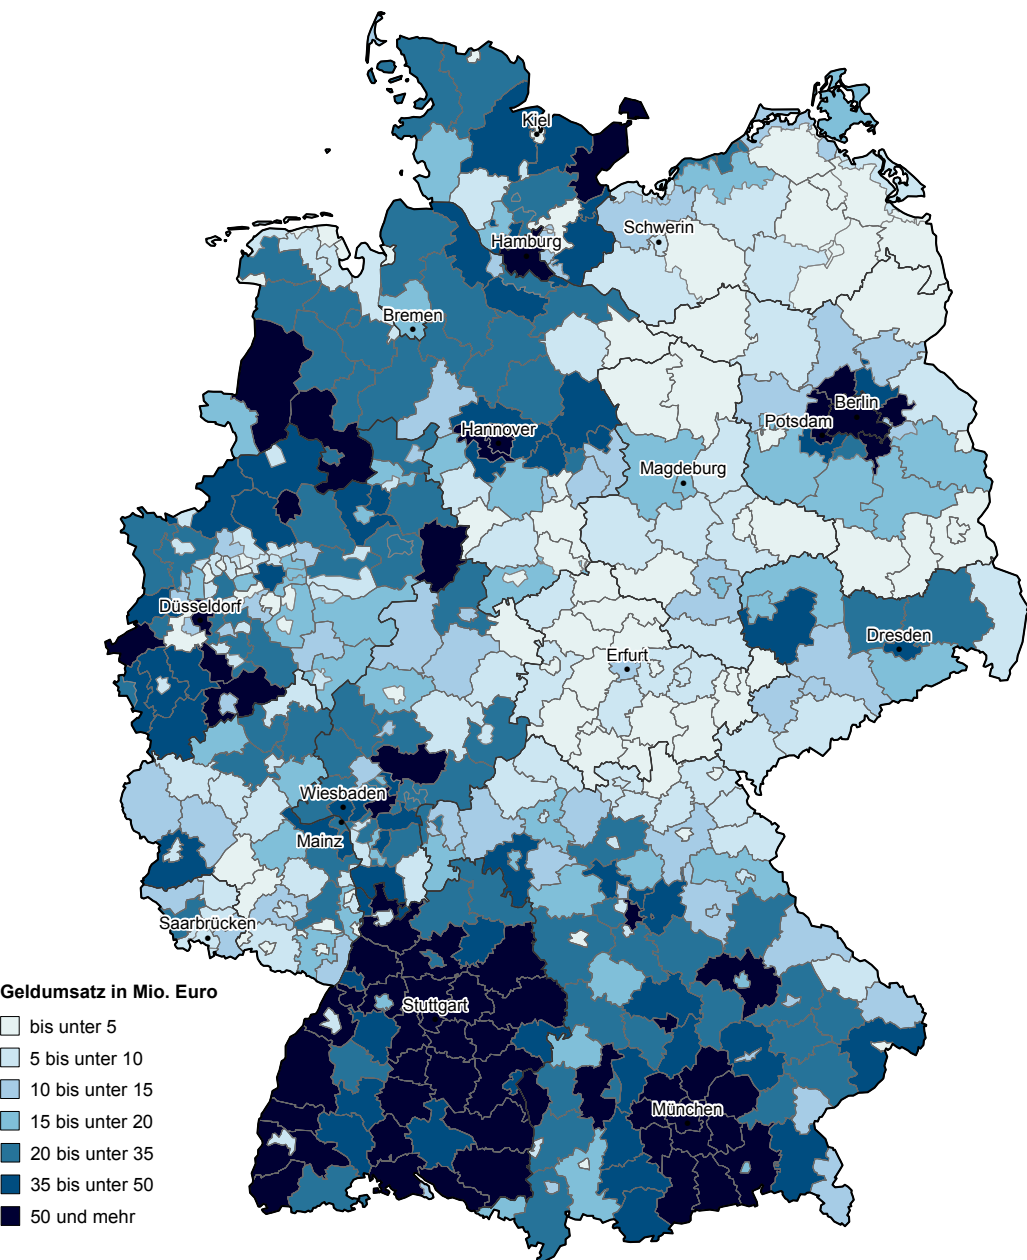 Kiel
Schwerin
Hamburg
Bremen
Berlin
Potsdam
Hannover
Magdeburg
Düsseldorf
Dresden
Erfurt
Wiesbaden
Mainz
Saarbrücken
Stuttgart
München
Geldumsatz in Mio. Euro
bis unter 5
5 bis unter 10
10 bis unter 15
15 bis unter 20
20 bis unter 35
35 bis unter 50
50 und mehr